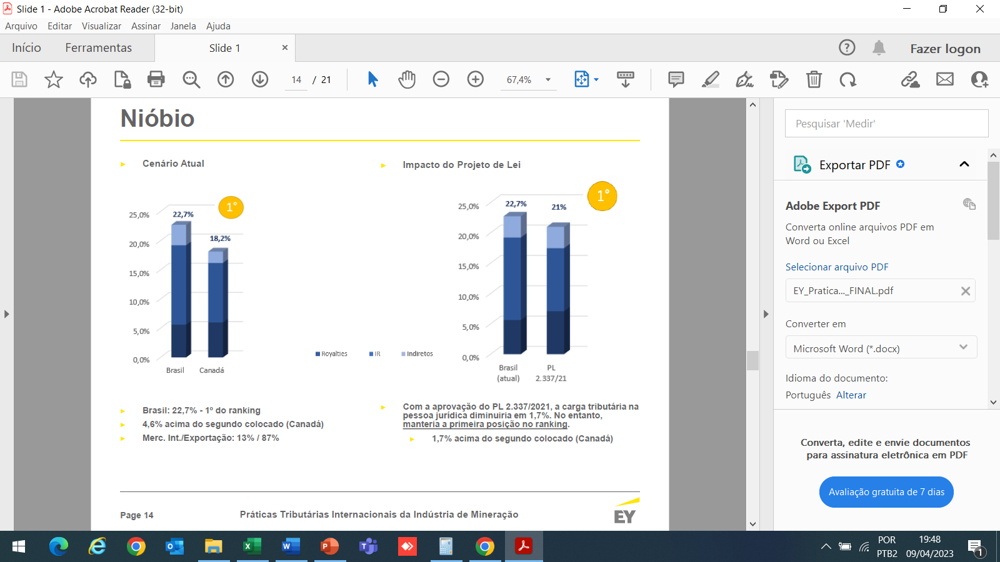 Slide 1 - Adobe Acrobat Reader (32-bit)
Arquivo Editar Visualizar Assinar Janela Ajuda
Início Ferramentas Slide 1 × ? Fazer logon
14 / 21 67,4%
Nióbio
► Cenário Atual
1°
25,0%
20,0%
15,0%
10,0%
5,0%
0,0%
22,7%
18,2%
Brasil Canadá
Royalties IR Indiretos
► Impacto do Projeto de Lei
1°
25,0%
20,0%
15,0%
10,0%
5,0%
0,0%
22,7%
21%
Brasil
(atual)
PL
2.337/21
► Brasil: 22,7% - 1º do ranking
► 4,6% acima do segundo colocado (Canadá)
► Merc. Int./Exportação: 13% / 87%
► Com a aprovação do PL 2.337/2021, a carga tributária na
pessoa jurídica diminuiria em 1,7%. No entanto,
manteria a primeira posição no ranking.
► 1,7% acima do segundo colocado (Canadá)
Page 14 Práticas Tributárias Internacionais da Indústria de Mineração
EY
Pesquisar 'Medir'
Exportar PDF
Adobe Export PDF
Converta online arquivos PDF em
Word ou Excel
Selecionar arquivo PDF
EY_Pratica..._FINAL.pdf
Converter em
Microsoft Word (*.docx)
Idioma do documento:
Português Alterar
Converta, edite e envie documentos
para assinatura eletrônica em PDF
Avaliação gratuita de 7 dias
POR
PTB2
19:48
09/04/2023
1